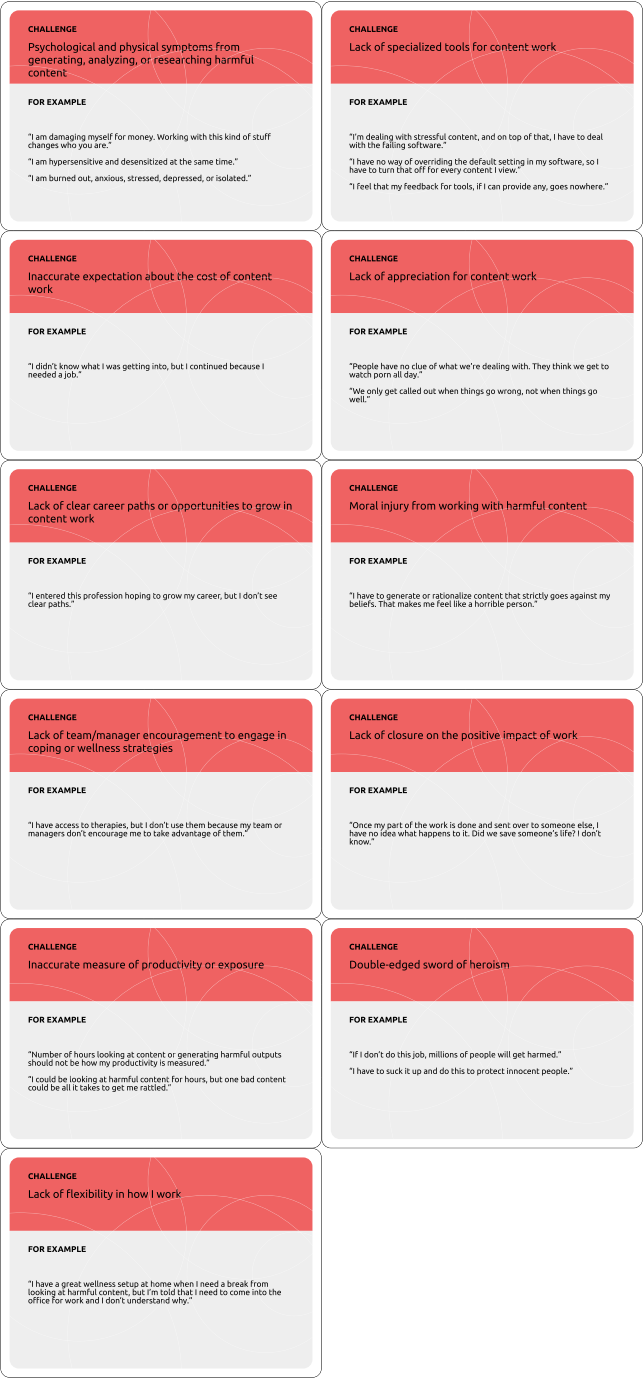 CHALLENGE
Psychological and physical symptoms from
generating, analyzing, or researching harmful
content
FOR EXAMPLE
“I am damaging myself for money. Working with this kind of stuff
changes who you are.”
“I am hypersensitive and desensitized at the same time.”
“I am burned out, anxious, stressed, depressed, or isolated.”
CHALLENGE
Lack of specialized tools for content work
FOR EXAMPLE
“I’m dealing with stressful content, and on top of that, I have to deal
with the failing software.”
“I have no way of overriding the default setting in my software, so I
have to turn that off for every content I view.”
“I feel that my feedback for tools, if I can provide any, goes nowhere.”
CHALLENGE
Inaccurate expectation about the cost of content
work
FOR EXAMPLE
“I didn’t know what I was getting into, but I continued because I
needed a job.”
CHALLENGE
Lack of appreciation for content work
FOR EXAMPLE
“People have no clue of what we’re dealing with. They think we get to
watch porn all day.”
“We only get called out when things go wrong, not when things go
well.”
CHALLENGE
Lack of clear career paths or opportunities to grow in
content work
FOR EXAMPLE
“I entered this profession hoping to grow my career, but I don’t see
clear paths.”
CHALLENGE
Moral injury from working with harmful content
FOR EXAMPLE
“I have to generate or rationalize content that strictly goes against my
beliefs. That makes me feel like a horrible person.”
CHALLENGE
Lack of team/manager encouragement to engage in
coping or wellness strategies
FOR EXAMPLE
“I have access to therapies, but I don’t use them because my team or
managers don’t encourage me to take advantage of them.”
CHALLENGE
Lack of closure on the positive impact of work
FOR EXAMPLE
“Once my part of the work is done and sent over to someone else, I
have no idea what happens to it. Did we save someone’s life? I don’t
know.”
CHALLENGE
Inaccurate measure of productivity or exposure
FOR EXAMPLE
“Number of hours looking at content or generating harmful outputs
should not be how my productivity is measured.”
“I could be looking at harmful content for hours, but one bad content
could be all it takes to get me rattled.”
CHALLENGE
Double-edged sword of heroism
FOR EXAMPLE
“If I don’t do this job, millions of people will get harmed.”
“I have to suck it up and do this to protect innocent people.”
CHALLENGE
Lack of flexibility in how I work
FOR EXAMPLE
“I have a great wellness setup at home when I need a break from
looking at harmful content, but I’m told that I need to come into the
office for work and I don’t understand why.”